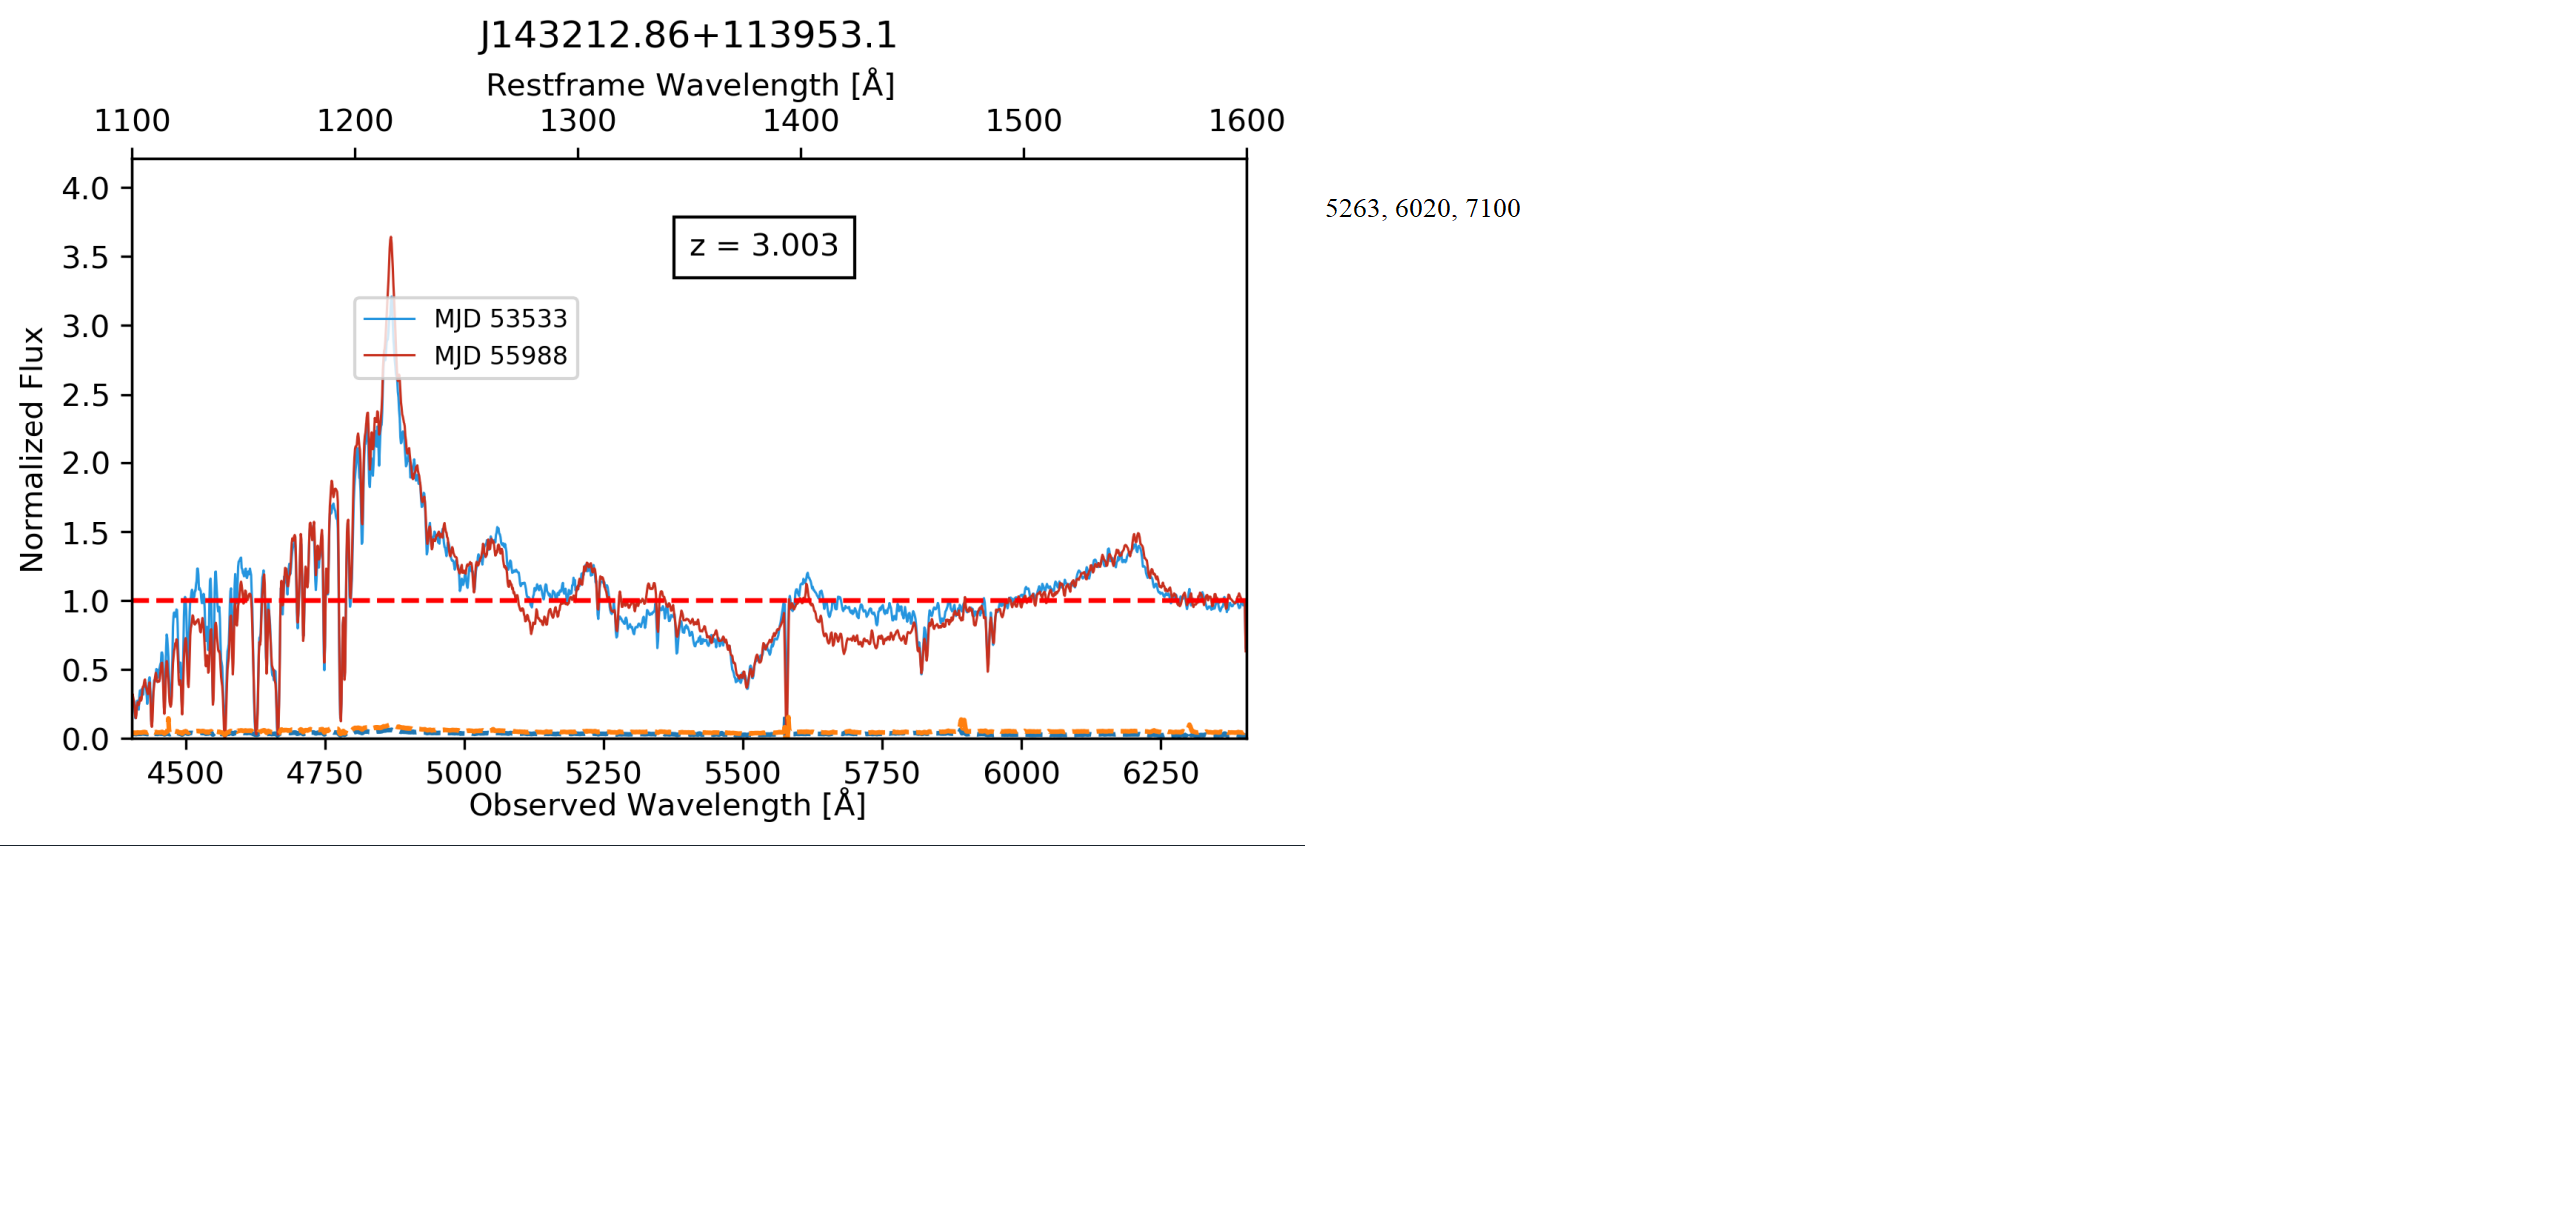 J143212.86+113953.1
Restframe Wavelength [Å]
1100 1200 1300 1400 1500 1600
4.0
3.5
3.0
2.5
2.0
1.5
1.0
0.5
0.0
Normalized Flux
z = 3.003
MJD 53533
MJD 55988
4500 4750 5000 5250 5500 5750 6000 6250
Observed Wavelength [Å]
5263, 6020, 7100